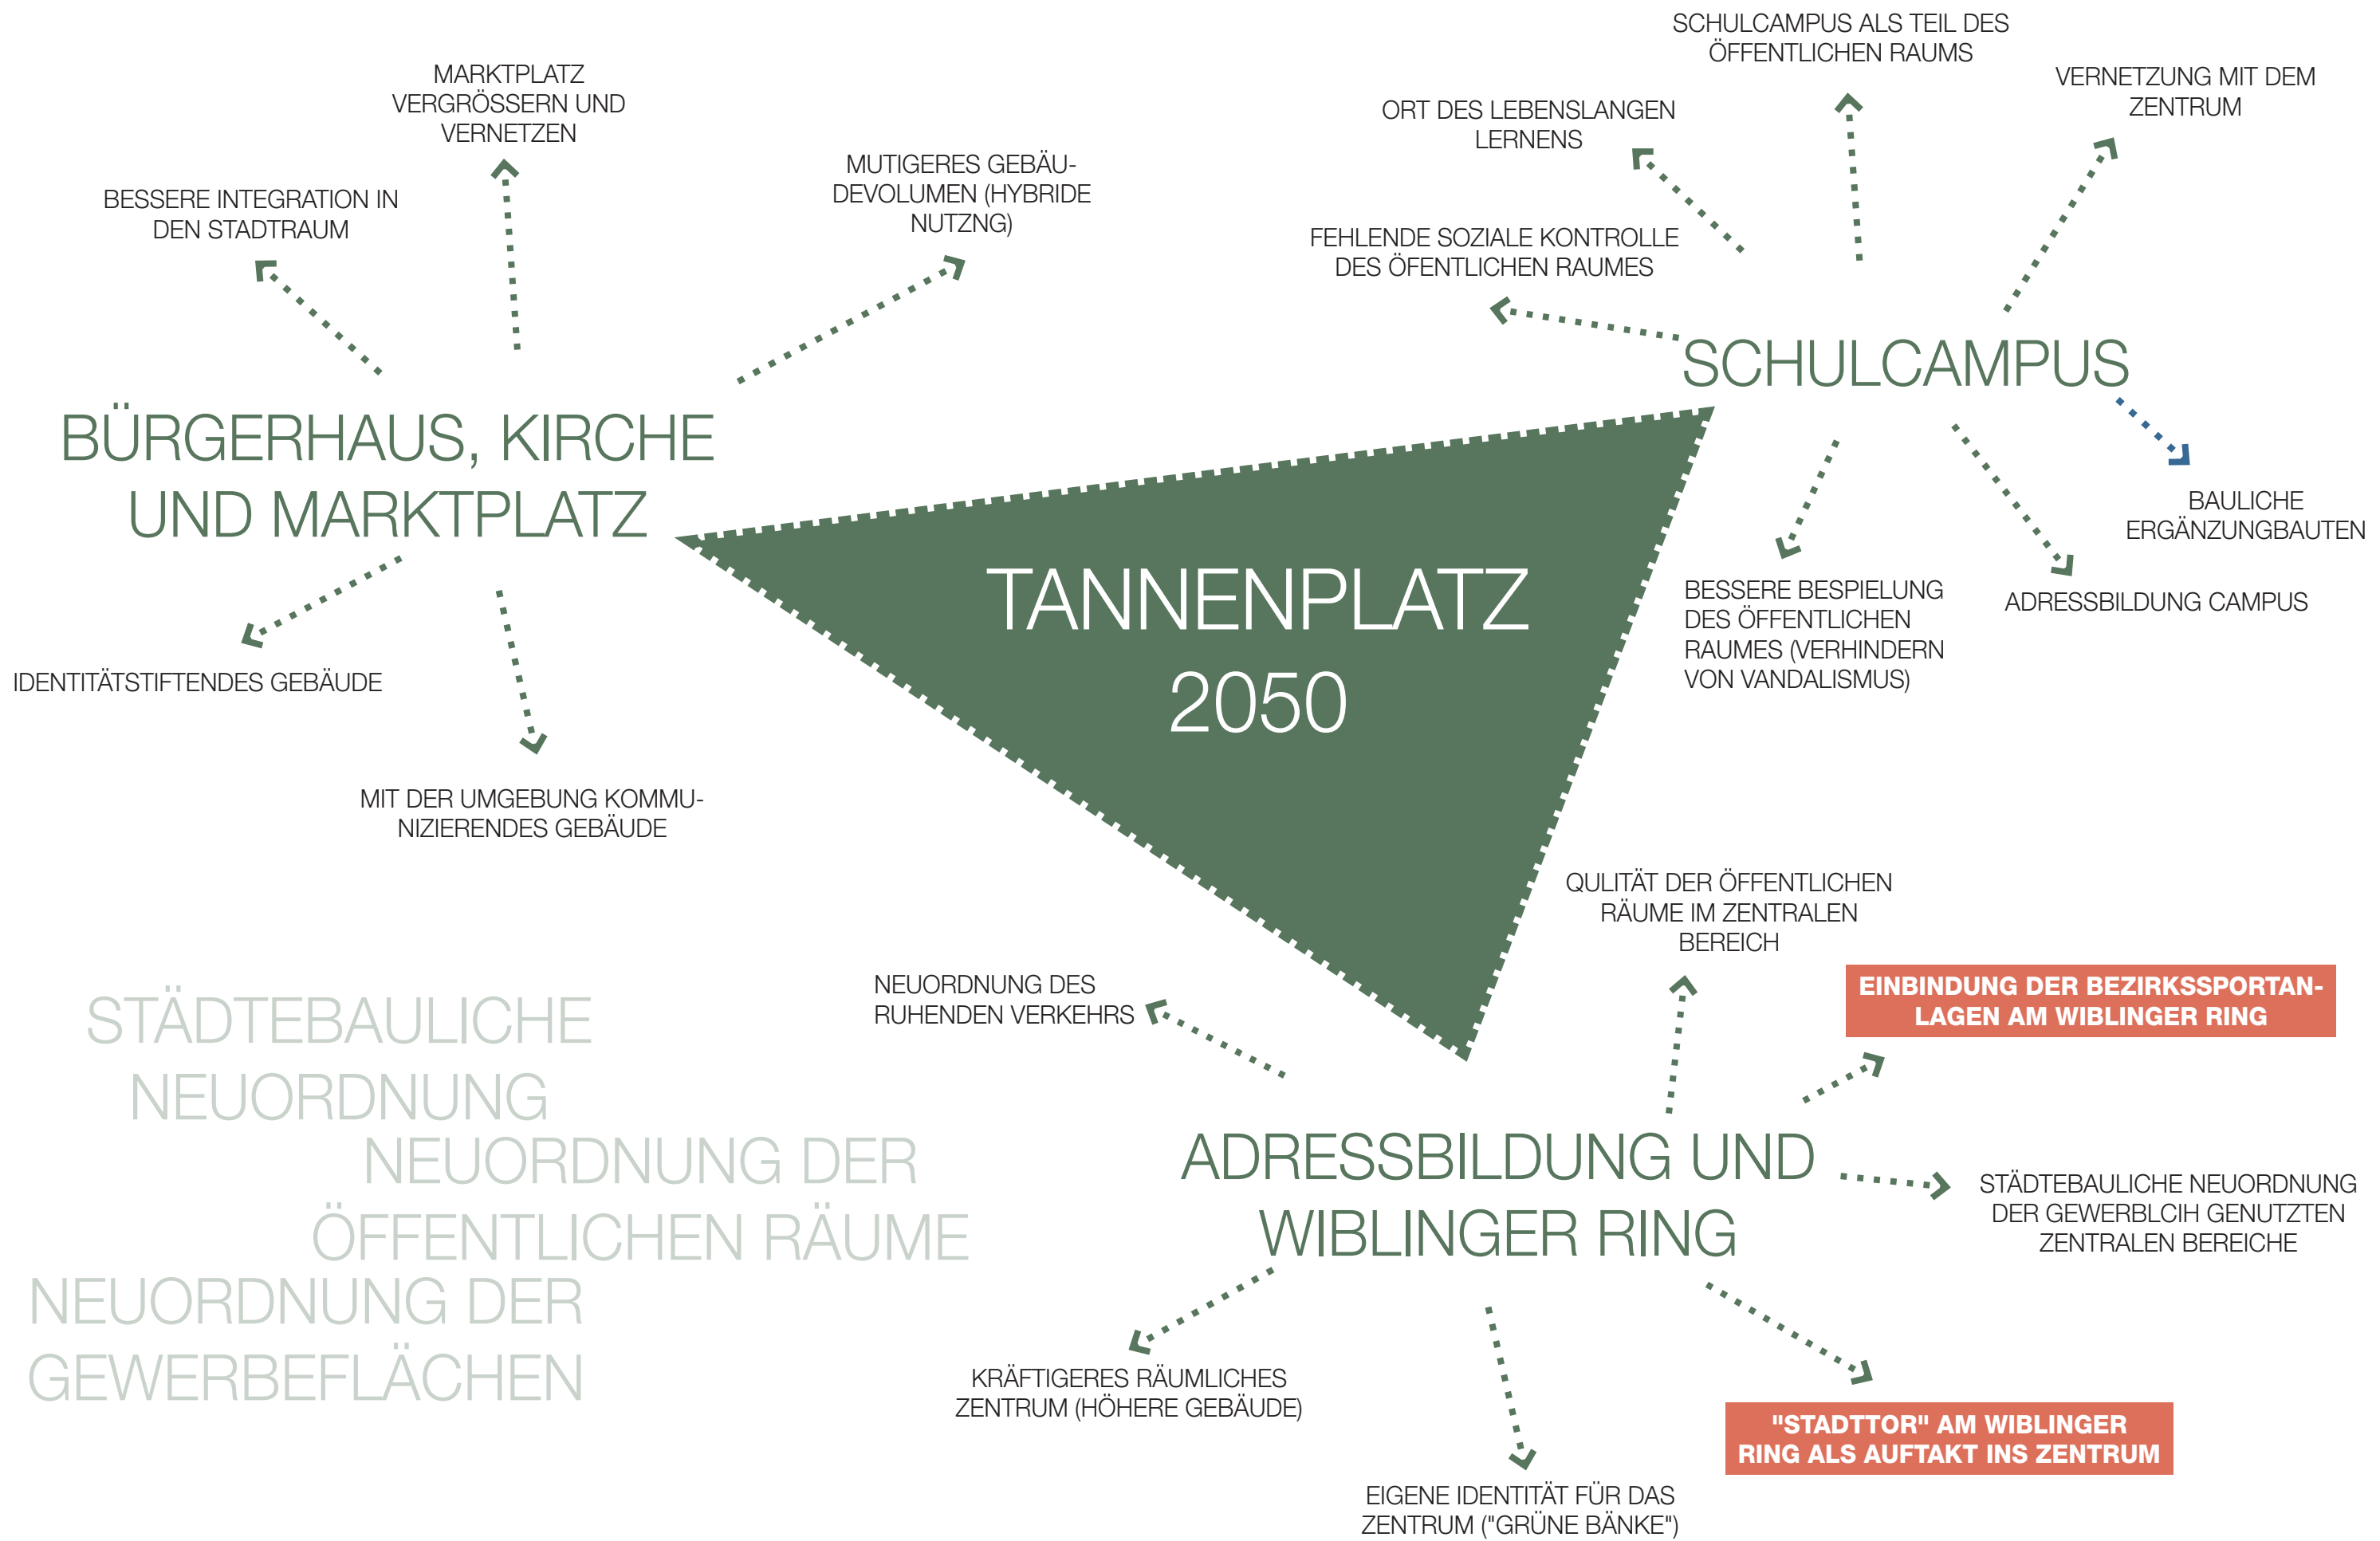 MARKTPLATZ
VERGRÖSSERN UND
VERNETZEN
BESSERE INTEGRATION IN
DEN STADTRAUM
MUTIGERES GEBÄU-
DEVOLUMEN (HYBRIDE
NUTZNG)
BÜRGERHAUS, KIRCHE
UND MARKTPLATZ
IDENTITÄTSTIFTENDES GEBÄUDE
MIT DER UMGEBUNG KOMMU-
NIZIERENDES GEBÄUDE
SCHULCAMPUS ALS TEIL DES
ÖFFENTLICHEN RAUMS
VERNETZUNG MIT DEM
ZENTRUM
ORT DES LEBENSLANGEN
LERNENS
FEHLENDE SOZIALE KONTROLLE
DES ÖFENTLICHEN RAUMES
SCHULCAMPUS
BAULICHE
ERGÄNZUNGBAUTEN
BESSERE BESPIELUNG
DES ÖFFENTLICHEN
RAUMES (VERHINDERN
VON VANDALISMUS)
ADRESSBILDUNG CAMPUS
TANNENPLATZ
2050
QULITÄT DER ÖFFENTLICHEN
RÄUME IM ZENTRALEN
BEREICH
NEUORDNUNG DES
RUHENDEN VERKEHRS
EINBINDUNG DER BEZIRKSSPORTAN-
LAGEN AM WIBLINGER RING
ADRESSBILDUNG UND
WIBLINGER RING
STÄDTEBAULICHE NEUORDNUNG
DER GEWERBLCIH GENUTZTEN
ZENTRALEN BEREICHE
KRÄFTIGERES RÄUMLICHES
ZENTRUM (HÖHERE GEBÄUDE)
"STADTTOR" AM WIBLINGER
RING ALS AUFTAKT INS ZENTRUM
EIGENE IDENTITÄT FÜR DAS
ZENTRUM ("GRÜNE BÄNKE")
STÄDTEBAULICHE
NEUORDNUNG
NEUORDNUNG DER
ÖFFENTLICHEN RÄUME
NEUORDNUNG DER
GEWERBEFLÄCHEN